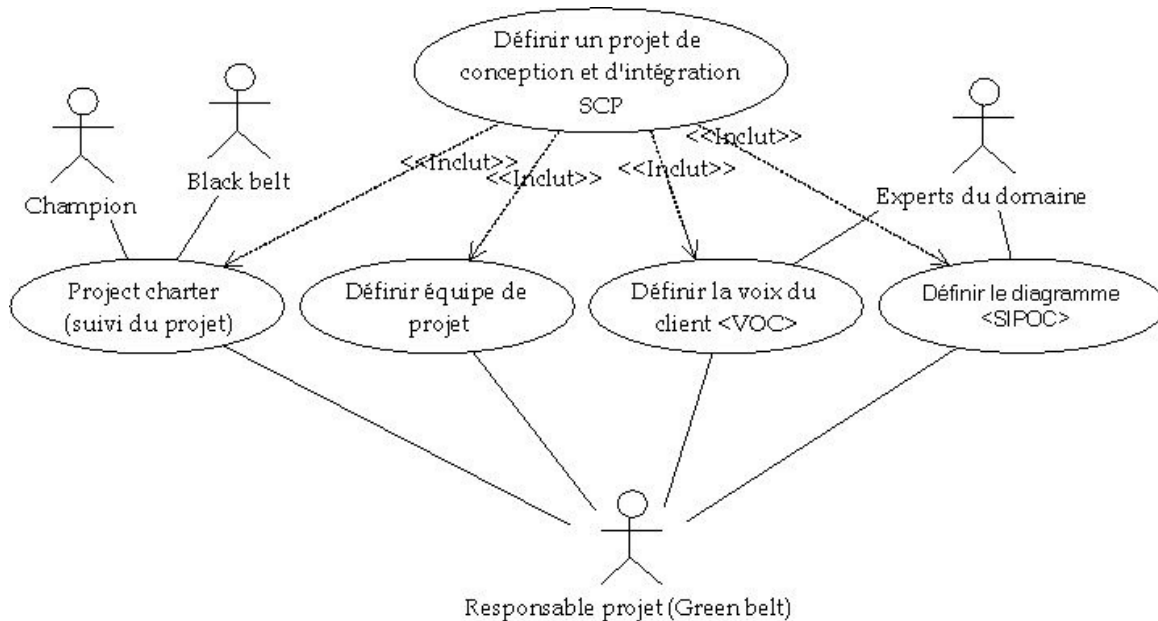 Définir un projet de
conception et d'intégration
SCP
<<Inclut>>
<<Inclut>>
<<Inclut>>
<<Inclut>>
Champion
Black belt
Experts du domaine
Project charter
(suivi du projet)
Définir équipe de
projet
Définir la voix du
client <VOC>
Définir le diagramme
<SIPOC>
Responsable projet (Green belt)